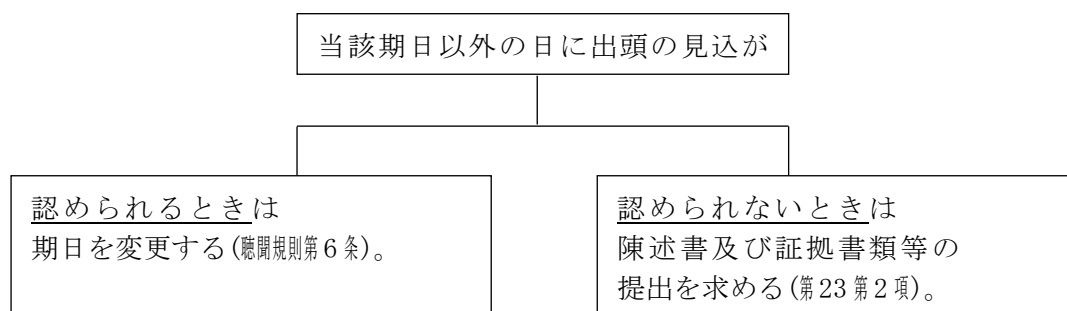 当該期日以外の日に出頭の見込が
認められるときは
期日を変更する(聴聞規則第6条)。
認められないときは
陳述書及び証拠書類等の
提出を求める(第23第2項)。